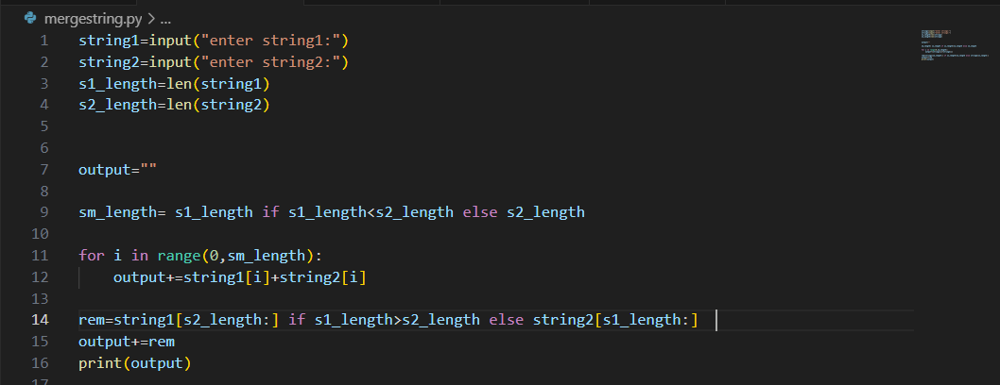 mergestring.py > ...
1 string1=input("enter string1:")
2 string2=input("enter string2:")
3 s1_length=len(string1)
4 s2_length=len(string2)
5
6
7 output=""
8
9 sm_length= s1_length if s1_length<s2_length else s2_length
10
11 for i in range(0,sm_length):
12     output+=string1[i]+string2[i]
13
14 rem=string1[s2_length:] if s1_length>s2_length else string2[s1_length:]
15 output+=rem
16 print(output)
17